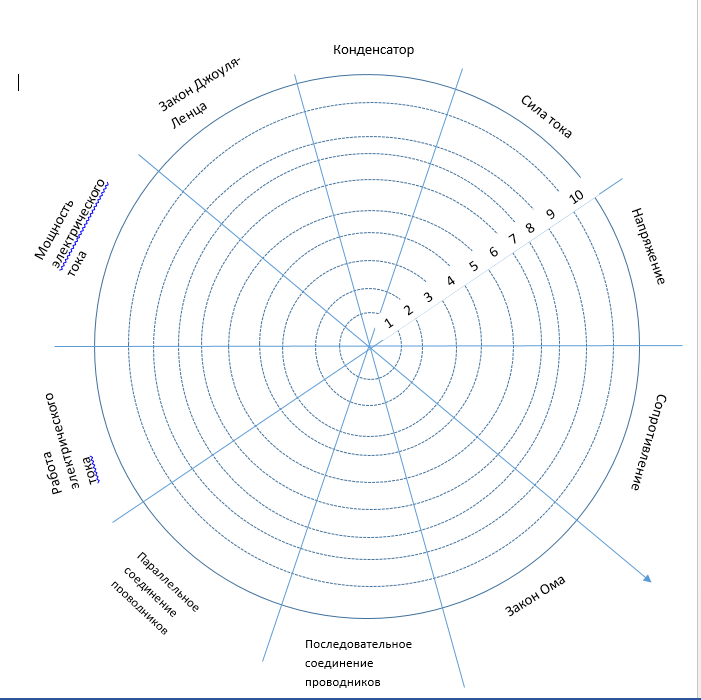 Конденсатор
Сила тока
Напряжение
Сопротивление
Закон Ома
Последовательное
соединение
проводников
Параллельное
соединение
проводников
Работа
электрического
тока
Мощность
электрического
тока
Закон Джоуля-
Ленца
1 2 3 4 5 6 7 8 9 10